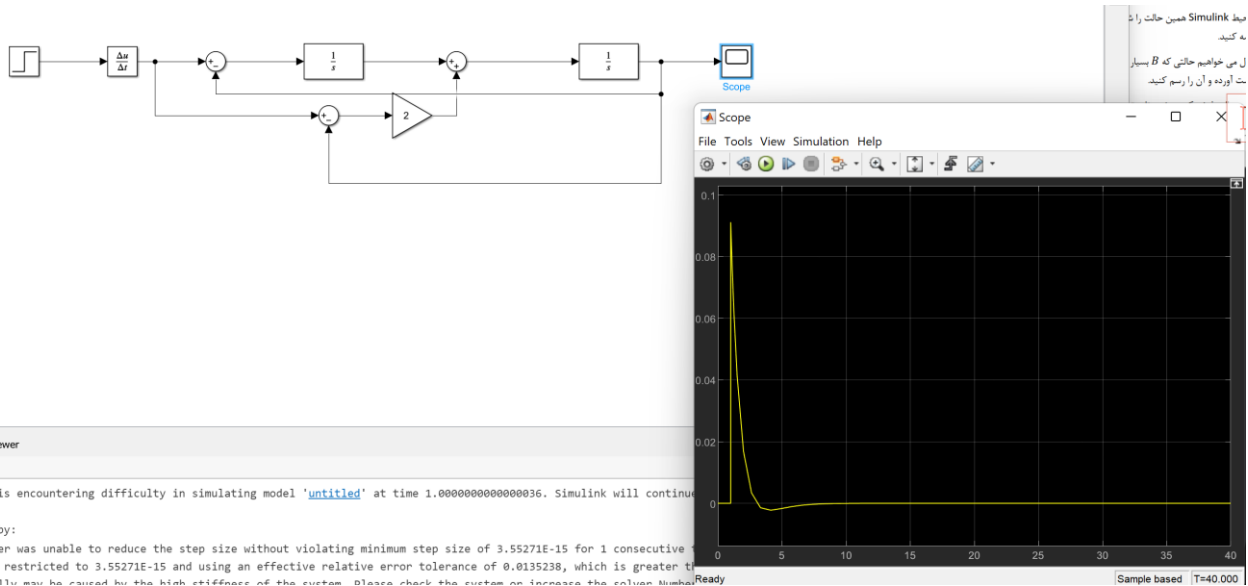 یط Simulink همین حالت را ش
سه کنید.
ل می خواهیم حالتی که B بسیار
ست آورده و آن را رسم کنید.
Δu
Δt
1
s
1
s
2
Scope
Scope
File Tools View Simulation Help
0.1
0.08
0.06
0.04
0.02
0
0 5 10 15 20 25 30 35 40
Ready
Sample based T=40.000
ewer
is encountering difficulty in simulating model 'untitled' at time 1.0000000000000036. Simulink will continue
by:
er was unable to reduce the step size without violating minimum step size of 3.55271E-15 for 1 consecutive
restricted to 3.55271E-15 and using an effective relative error tolerance of 0.0135238, which is greater th
lly may be caused by the high stiffness of the system. Please check the system or increase the solver Number